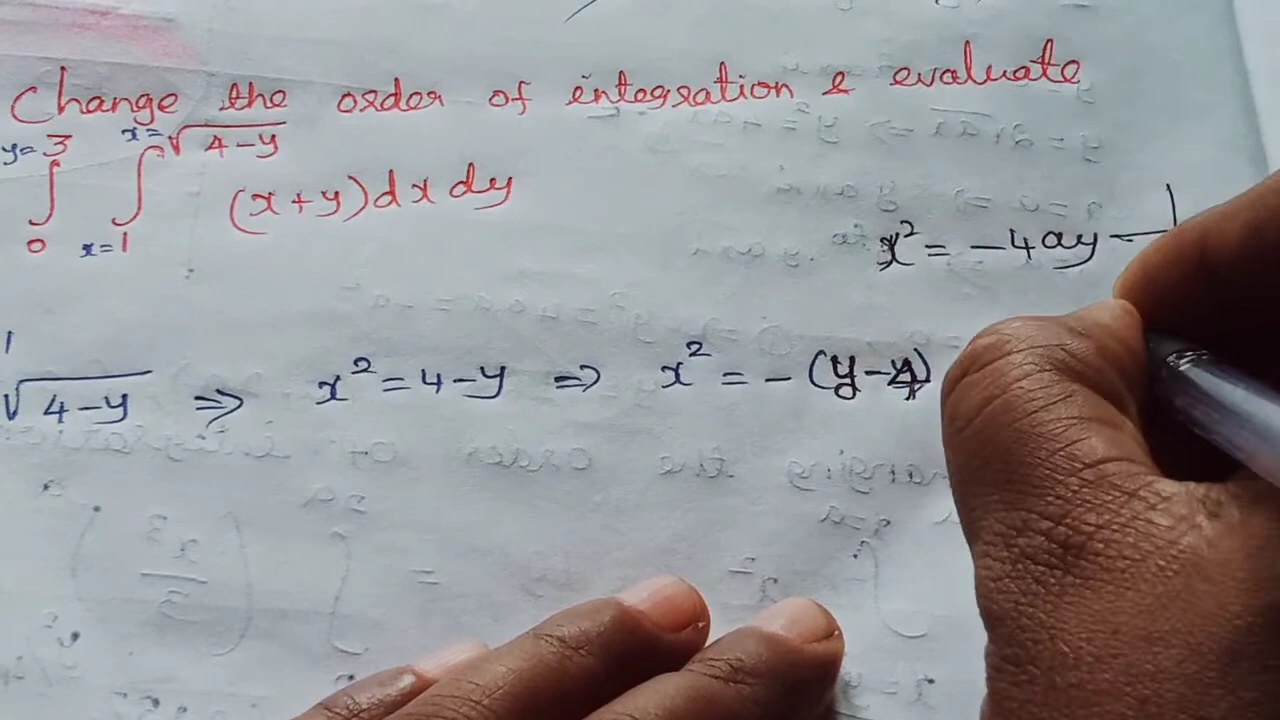 Change the order of integration & evaluate
y=3 x=√4-y
∫ ∫ (x+y)dx dy
0 x=1
x² = -4ay
√4-y ⇒ x² = 4-y ⇒ x² = -(y-4)